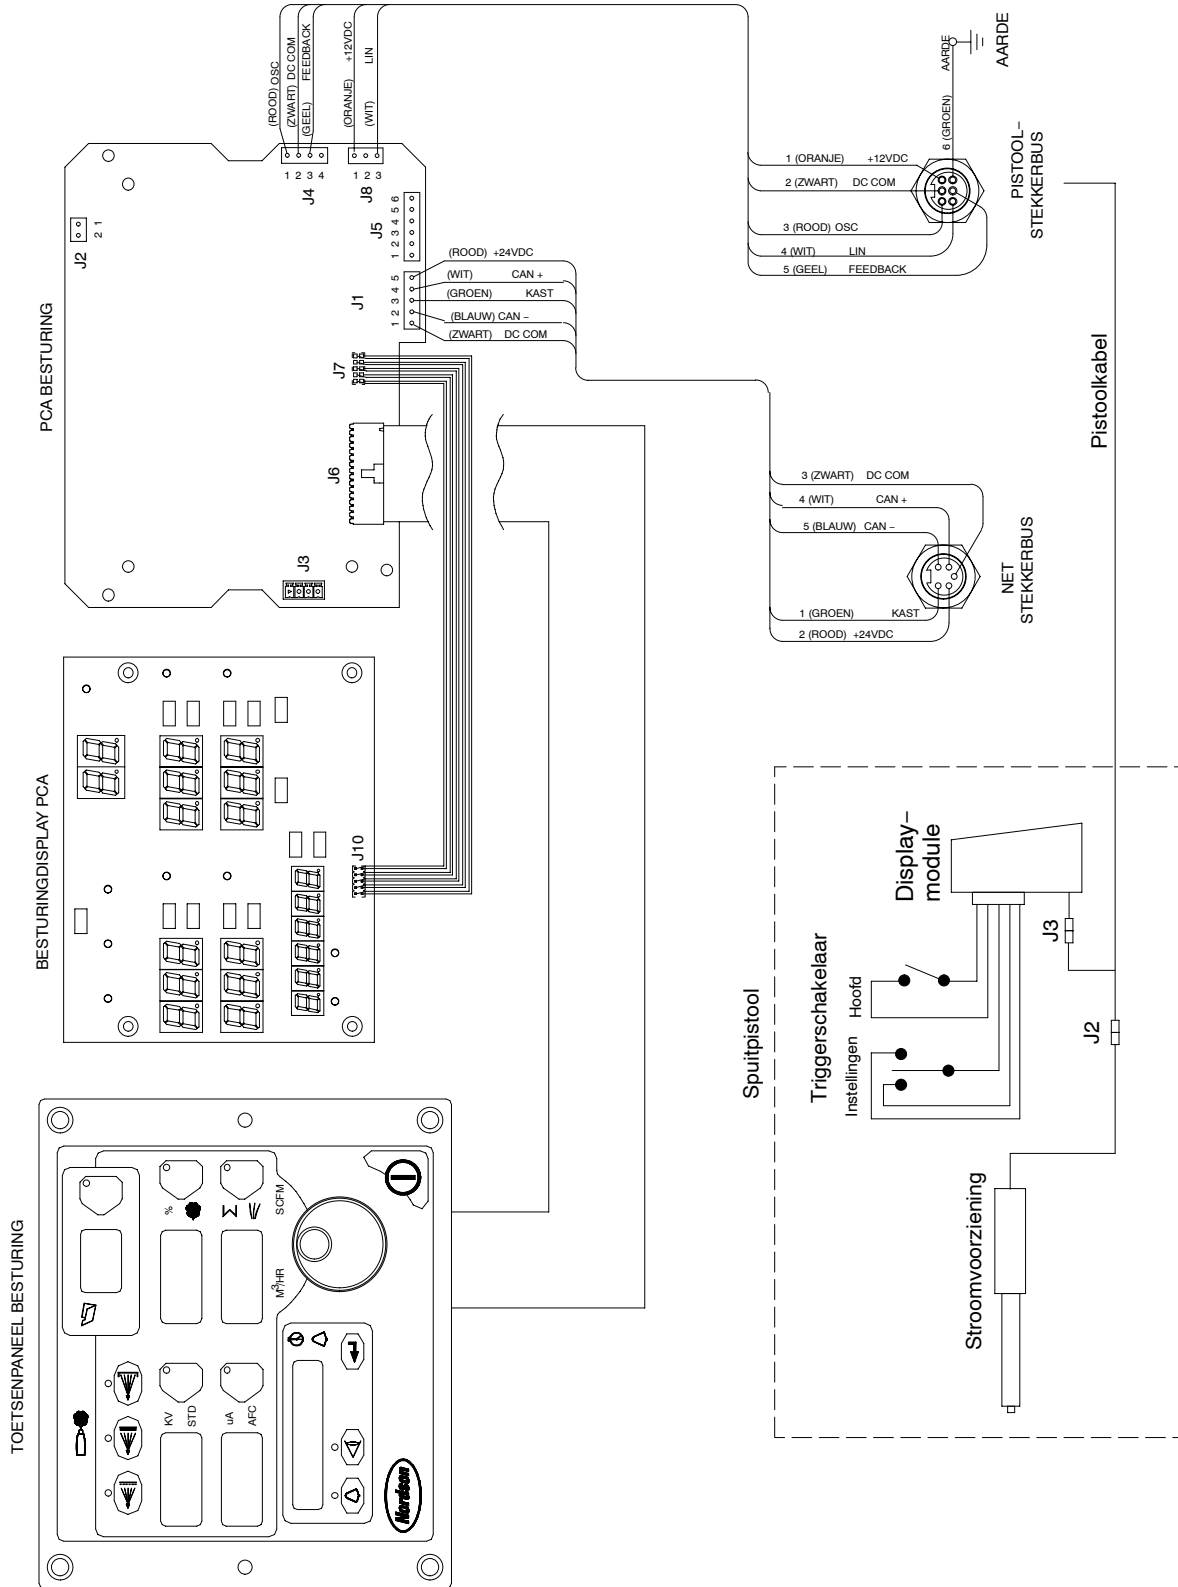 TOETSENPANEEL BESTURING
KV
STD
uA
AFC
%
M³/HR
SCFM
Nordson
BESTURINGDISPLAY PCA
J10
PCA BESTURING
J2
2 1
J3
J6
J7
J1
1 2 3 4 5
J5
1 2 3 4 5 6
J4
1 2 3 4
J8
1 2 3
(ROOD) OSC
(ZWART) DC COM
(GEEL) FEEDBACK
(ORANJE) +12VDC
(WIT) LIN
(ROOD) +24VDC
(WIT) CAN +
(GROEN) KAST
(BLAUW) CAN –
(ZWART) DC COM
3 (ZWART) DC COM
4 (WIT) CAN +
5 (BLAUW) CAN –
1 (GROEN) KAST
2 (ROOD) +24VDC
NET
STEKKERBUS
1 (ORANJE) +12VDC
2 (ZWART) DC COM
3 (ROOD) OSC
4 (WIT) LIN
5 (GEEL) FEEDBACK
6 (GROEN) AARDE
AARDE
PISTOOL–
STEKKERBUS
Pistoolkabel
Spuitpistool
Triggerschakelaar
Instellingen
Hoofd
Display–
module
J3
J2
Stroomvoorziening